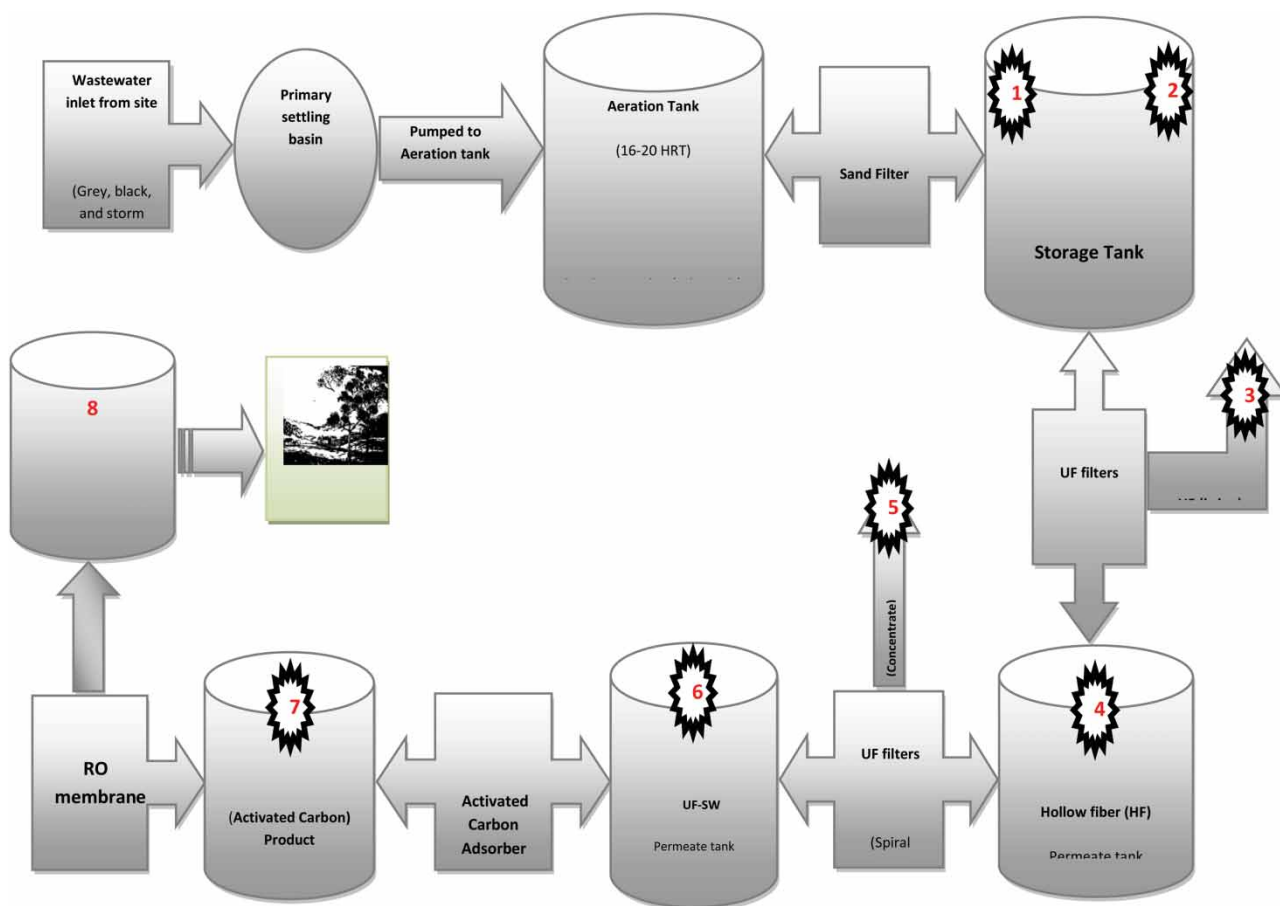 Wastewater
inlet from site
(Grey, black,
and storm
Primary
settling
basin
Pumped to
Aeration tank
Aeration Tank
(16-20 HRT)
Sand Filter
1
2
Storage Tank
3
UF filters
8
5
(Concentrate)
RO
membrane
7
(Activated Carbon)
Product
Activated
Carbon
Adsorber
6
UF-SW
Permeate tank
UF filters
(Spiral
4
Hollow fiber (HF)
Permeate tank